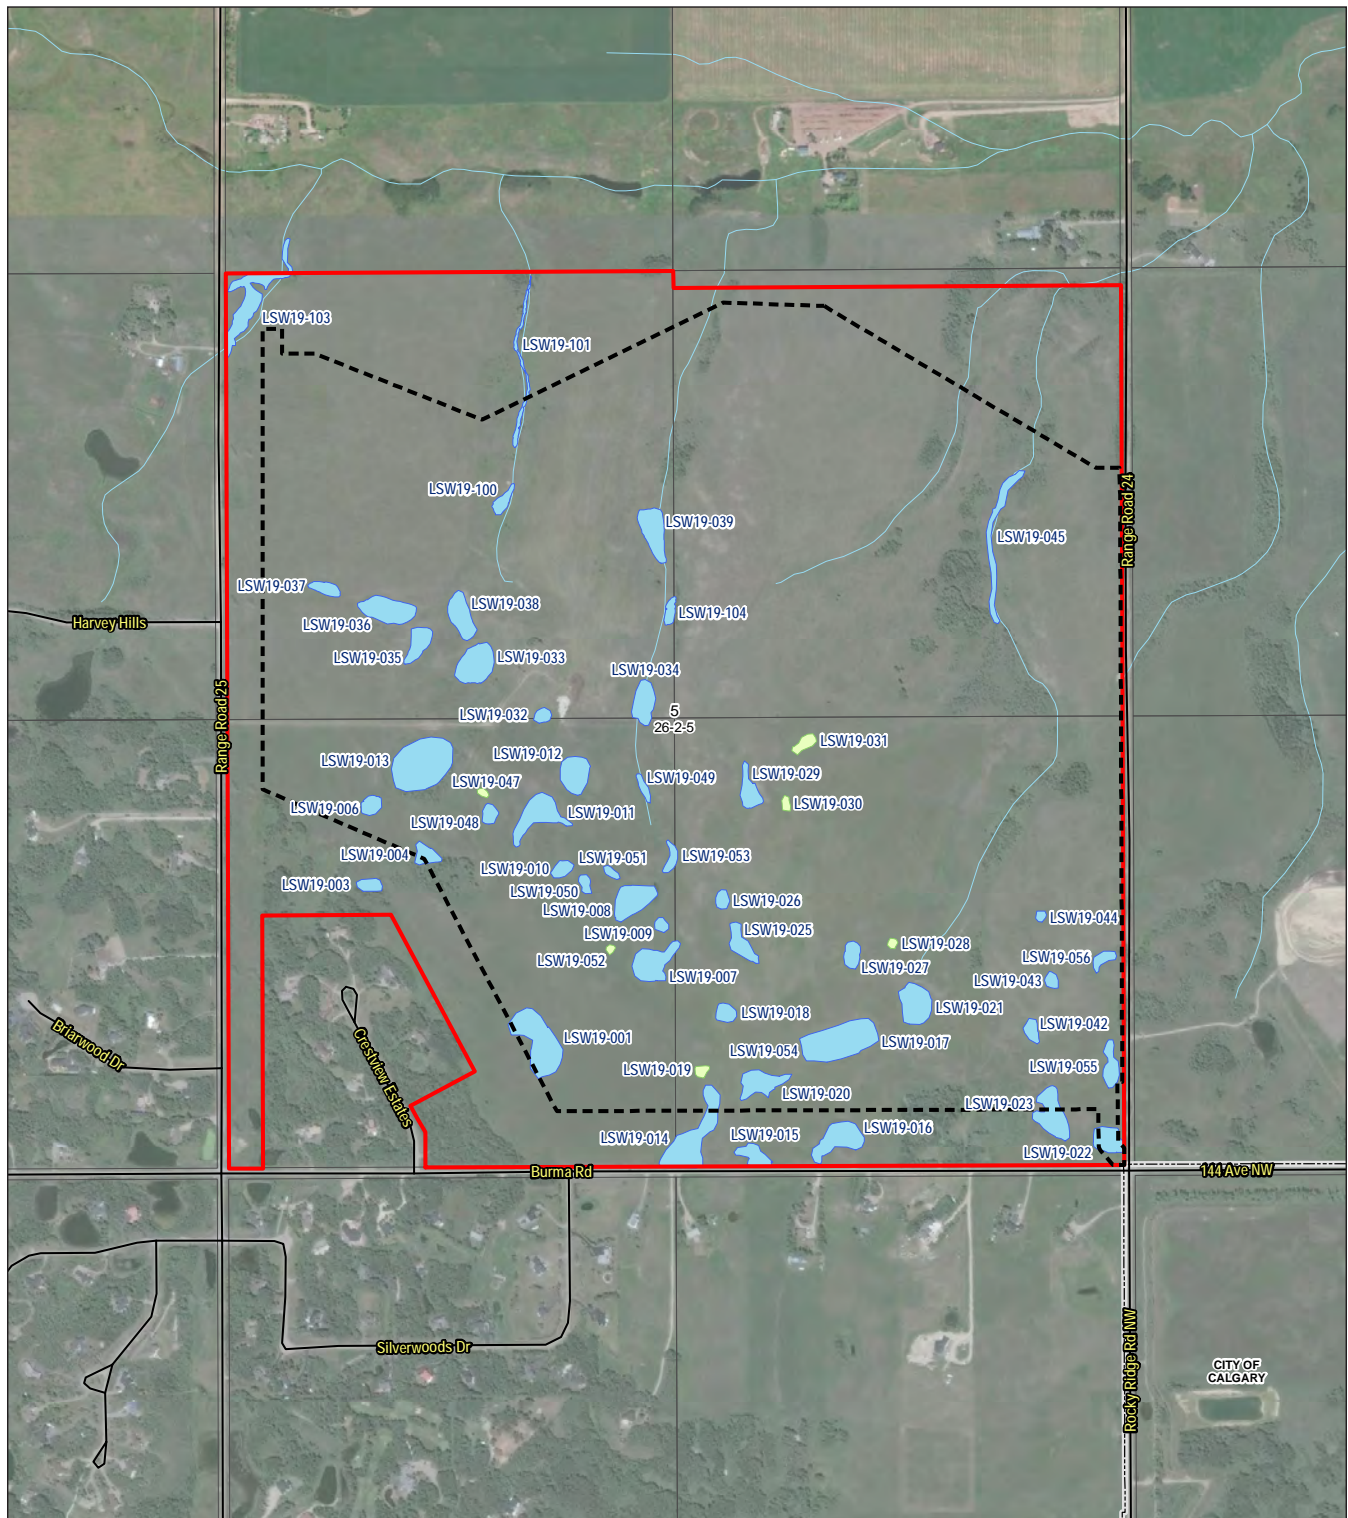 LSW19-103
LSW19-101
LSW19-100
LSW19-039
Range Road 24
LSW19-045
LSW19-037
LSW19-038
LSW19-104
Harvey Hills
LSW19-036
LSW19-035
LSW19-033
LSW19-034
Range Road 25
LSW19-032
5
26-2-5
LSW19-031
LSW19-012
LSW19-013
LSW19-029
LSW19-047
LSW19-049
LSW19-030
LSW19-006
LSW19-011
LSW19-048
LSW19-004
LSW19-051
LSW19-053
LSW19-010
LSW19-003
LSW19-050
LSW19-026
LSW19-008
LSW19-044
LSW19-025
LSW19-009
LSW19-028
LSW19-052
LSW19-056
LSW19-027
LSW19-007
LSW19-043
LSW19-021
LSW19-018
LSW19-042
Briarwood Dr
LSW19-001
LSW19-017
LSW19-054
LSW19-055
LSW19-019
Crestview Estates
LSW19-020
LSW19-023
LSW19-016
LSW19-015
LSW19-014
LSW19-022
Burma Rd
144 Ave NW
Silverwoods Dr
Rocky Ridge Rd NW
CITY OF
CALGARY